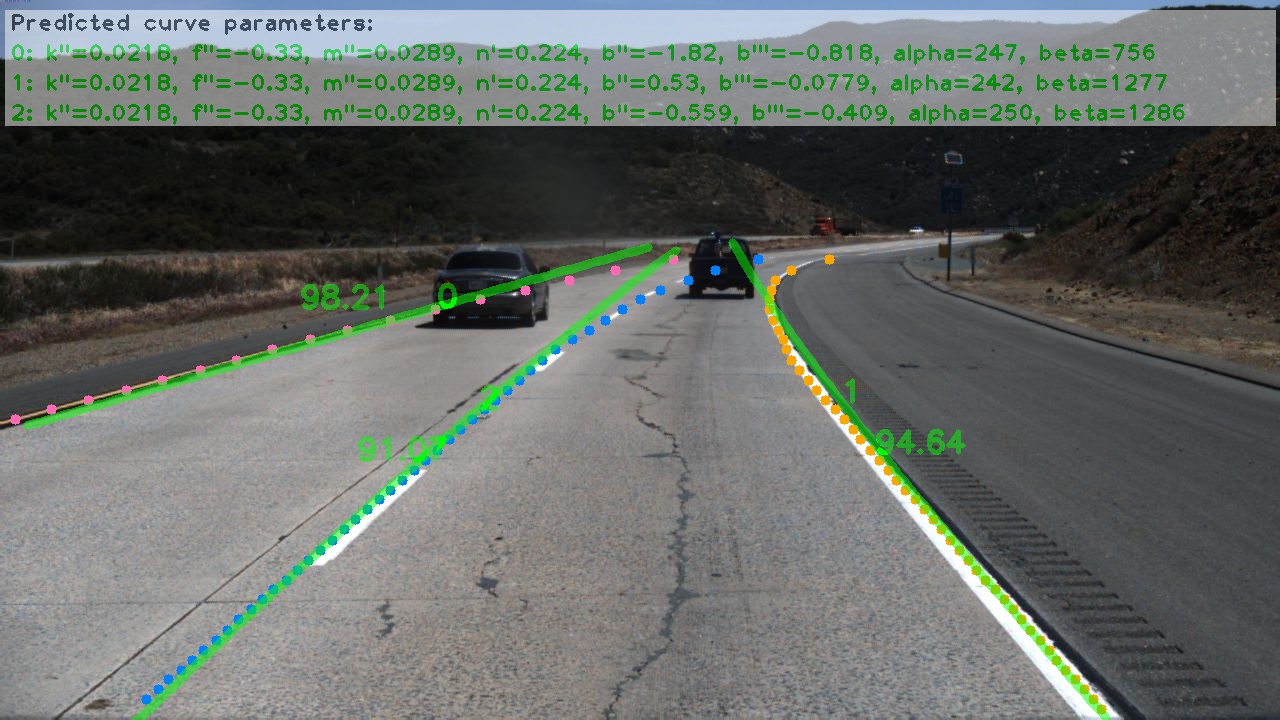 Predicted curve parameters:
0: k''=0.0218, f''=-0.33, m''=0.0289, n'=0.224, b''=-1.82, b'''=-0.818, alpha=247, beta=756
1: k''=0.0218, f''=-0.33, m''=0.0289, n'=0.224, b''=0.53, b'''=-0.0779, alpha=242, beta=1277
2: k''=0.0218, f''=-0.33, m''=0.0289, n'=0.224, b''=-0.559, b'''=-0.409, alpha=250, beta=1286
98.21 0
1
94.64